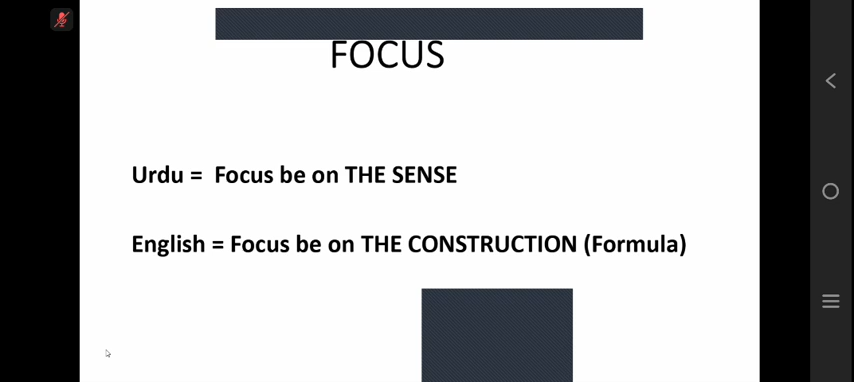 FOCUS
Urdu = Focus be on THE SENSE
English = Focus be on THE CONSTRUCTION (Formula)